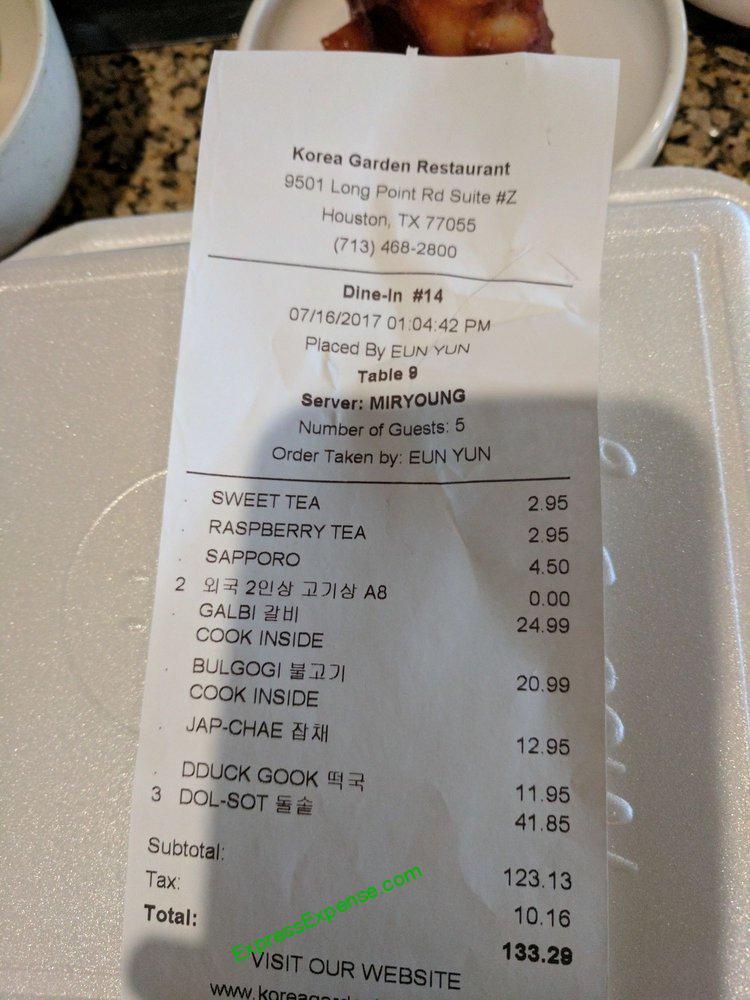 Korea Garden Restaurant
9501 Long Point Rd Suite #Z
Houston, TX 77055
(713) 468-2800
Dine-In #14
07/16/2017 01:04:42 PM
Placed By EUN YUN
Table 9
Server: MIRYOUNG
Number of Guests: 5
Order Taken by: EUN YUN
SWEET TEA 2.95
RASPBERRY TEA 2.95
SAPPORO 4.50
2 외국 2인상 고기상 A8 0.00
GALBI 갈비 24.99
COOK INSIDE
BULGOGI 불고기 20.99
COOK INSIDE
JAP-CHAE 잡채 12.95
DDUCK GOOK 떡국 11.95
3 DOL-SOT 돌솥 41.85
Subtotal: 123.13
Tax: 10.16
Total: 133.29
ExpressExpense.com
VISIT OUR WEBSITE